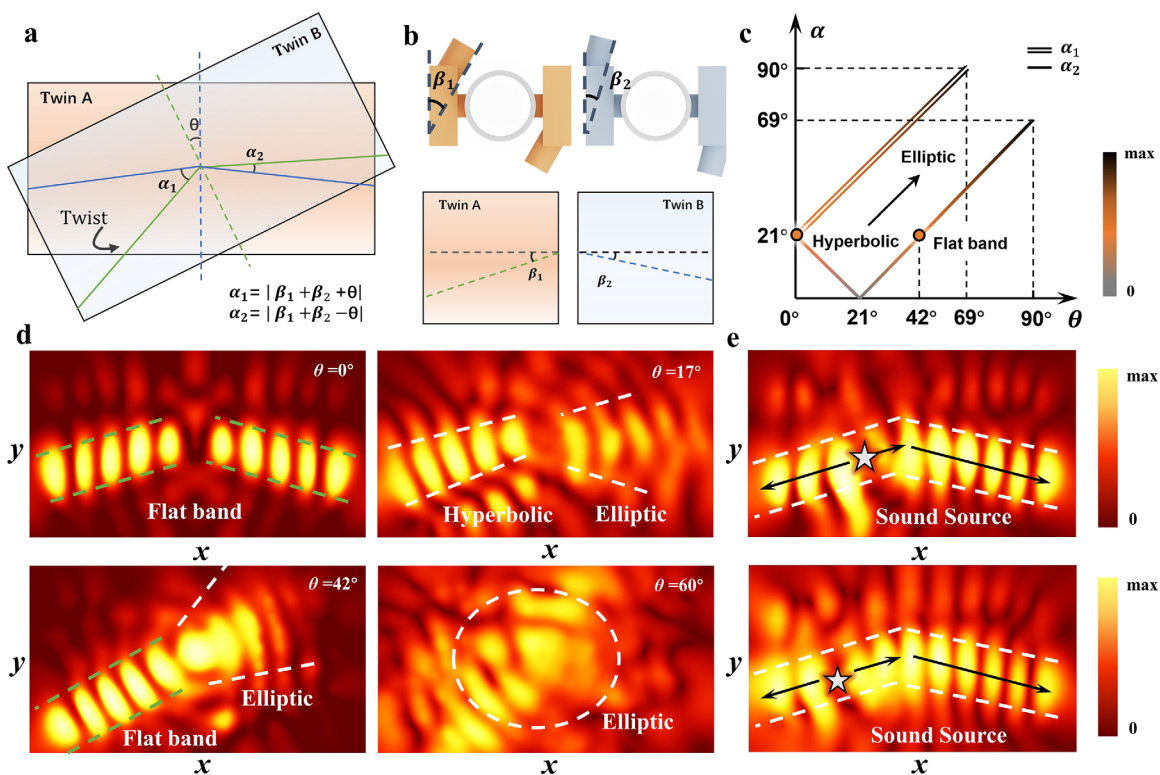 a
Twin B
Twin A
θ
α₂
α₁
Twist
α₁= | β₁ +β₂ +θ|
α₂= | β₁ +β₂ −θ|
b
β₁
β₂
Twin A
β₁
Twin B
β₂
c
α
α₁
α₂
90°
69°
21°
Elliptic
Hyperbolic
Flat band
0°
21°
42°
69°
90°
θ
max
0
d
θ =0°
Flat band
y
x
θ =17°
Hyperbolic
Elliptic
x
θ =42°
Elliptic
Flat band
y
x
θ =60°
Elliptic
x
e
Sound Source
y
x
max
0
Sound Source
y
x
max
0